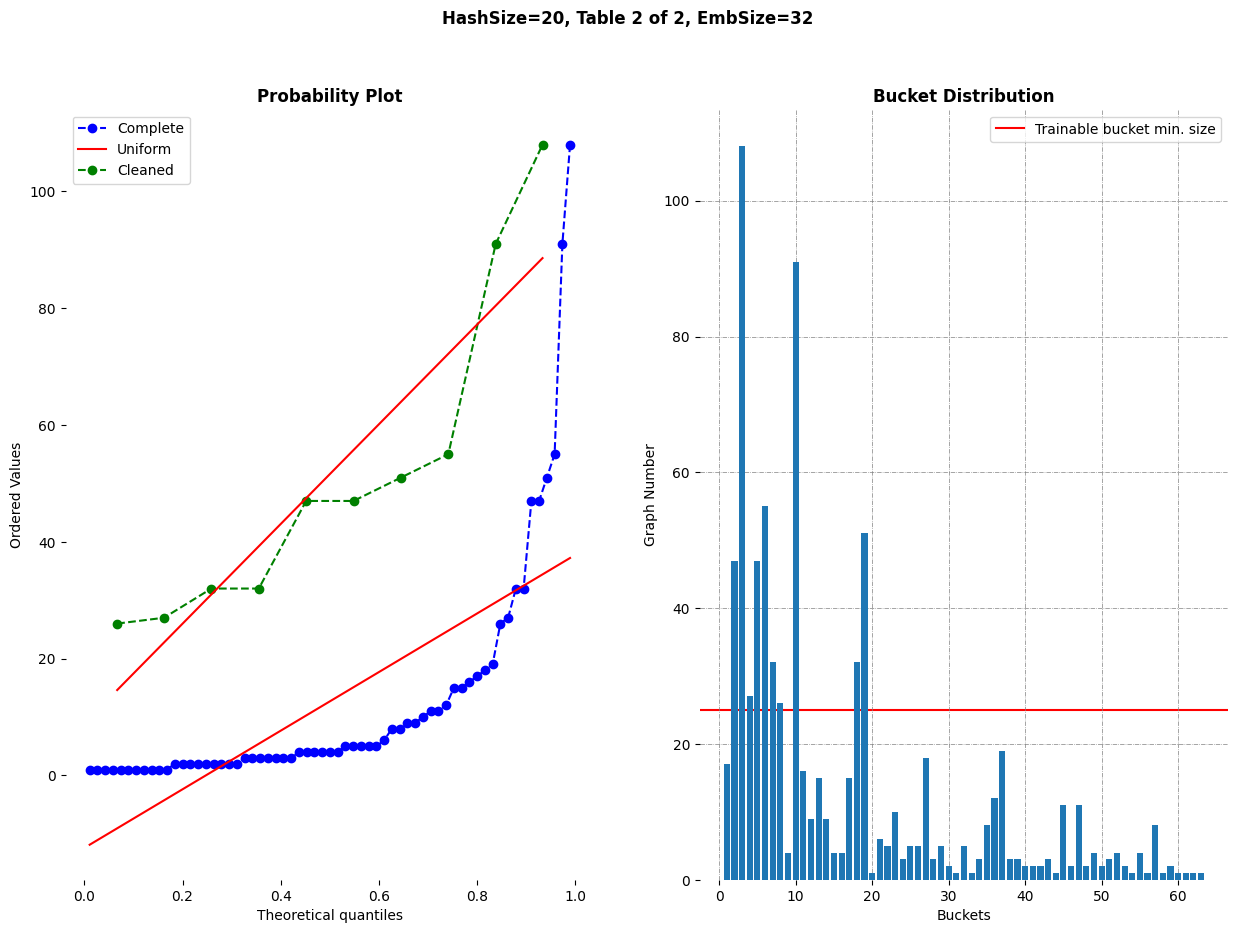 HashSize=20, Table 2 of 2, EmbSize=32
Probability Plot
Complete
Uniform
Cleaned
100
80
60
40
20
0
Ordered Values
0.0 0.2 0.4 0.6 0.8 1.0
Theoretical quantiles
Bucket Distribution
Trainable bucket min. size
100
80
60
40
20
0
Graph Number
0 10 20 30 40 50 60
Buckets